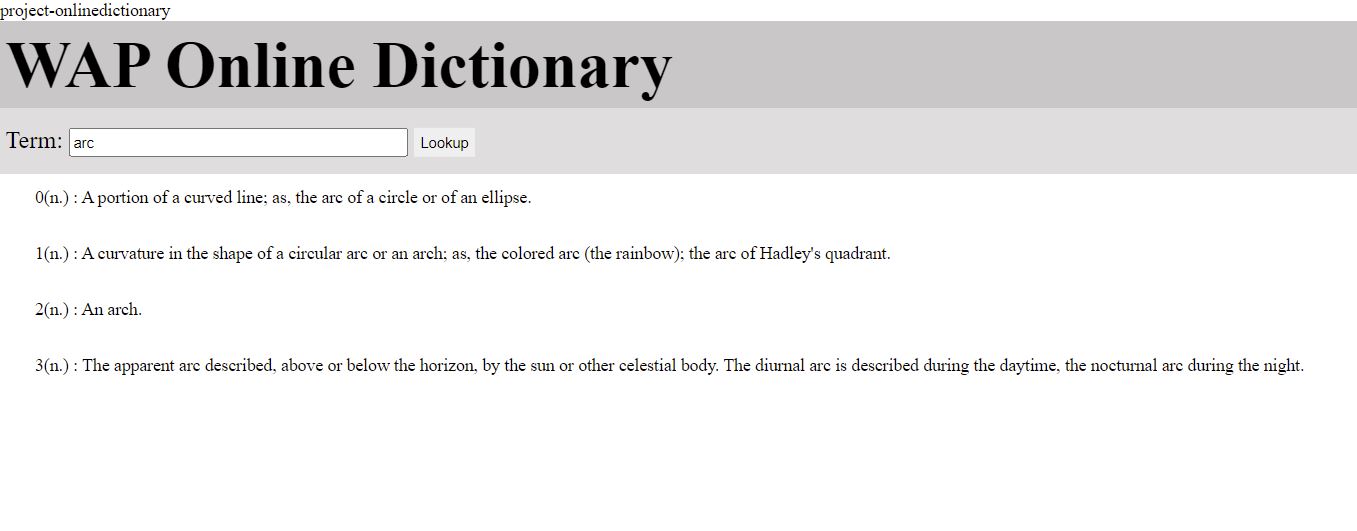 project-onlinedictionary
WAP Online Dictionary
Term: arc Lookup
0(n.) : A portion of a curved line; as, the arc of a circle or of an ellipse.
1(n.) : A curvature in the shape of a circular arc or an arch; as, the colored arc (the rainbow); the arc of Hadley's quadrant.
2(n.) : An arch.
3(n.) : The apparent arc described, above or below the horizon, by the sun or other celestial body. The diurnal arc is described during the daytime, the nocturnal arc during the night.